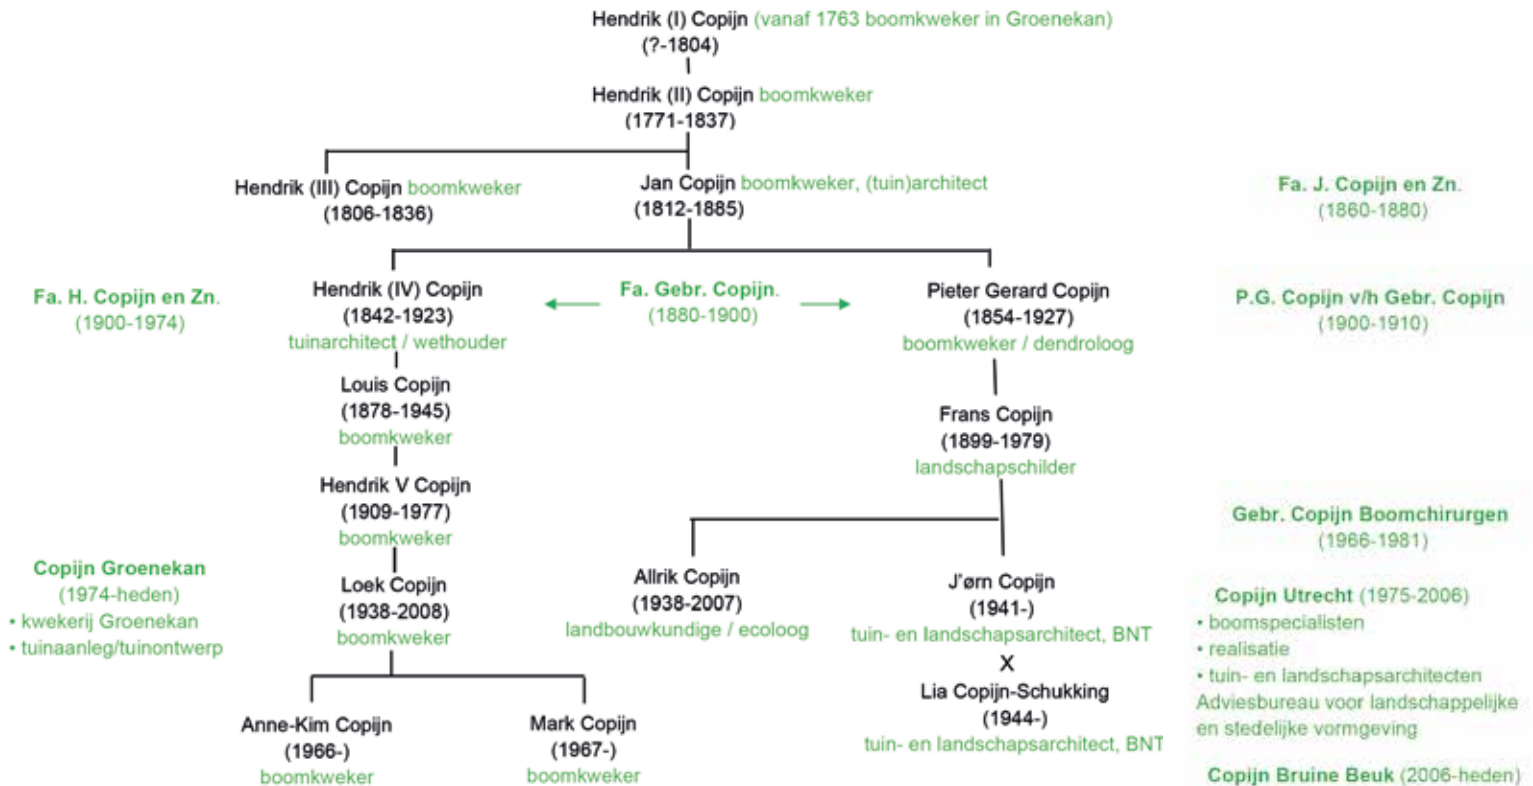 Hendrik (I) Copijn (vanaf 1763 boomkweker in Groenekan)
(?-1804)
Hendrik (II) Copijn boomkweker
(1771-1837)
Hendrik (III) Copijn boomkweker
(1806-1836)
Jan Copijn boomkweker, (tuin)architect
(1812-1885)
Fa. J. Copijn en Zn.
(1860-1880)
Fa. H. Copijn en Zn.
(1900-1974)
Hendrik (IV) Copijn
(1842-1923)
tuinarchitect / wethouder
Fa. Gebr. Copijn.
(1880-1900)
Pieter Gerard Copijn
(1854-1927)
boomkweker / dendroloog
P.G. Copijn v/h Gebr. Copijn
(1900-1910)
Louis Copijn
(1878-1945)
boomkweker
Frans Copijn
(1899-1979)
landschapschilder
Hendrik V Copijn
(1909-1977)
boomkweker
Gebr. Copijn Boomchirurgen
(1966-1981)
Copijn Groenekan
(1974-heden)
• kwekerij Groenekan
• tuinaanleg/tuinontwerp
Loek Copijn
(1938-2008)
boomkweker
Allrik Copijn
(1938-2007)
landbouwkundige / ecoloog
J'ørn Copijn
(1941-)
tuin- en landschapsarchitect, BNT
X
Lia Copijn-Schukking
(1944-)
tuin- en landschapsarchitect, BNT
Copijn Utrecht (1975-2006)
• boomspecialisten
• realisatie
• tuin- en landschapsarchitecten
Adviesbureau voor landschappelijke
en stedelijke vormgeving
Anne-Kim Copijn
(1966-)
boomkweker
Mark Copijn
(1967-)
boomkweker
Copijn Bruine Beuk (2006-heden)